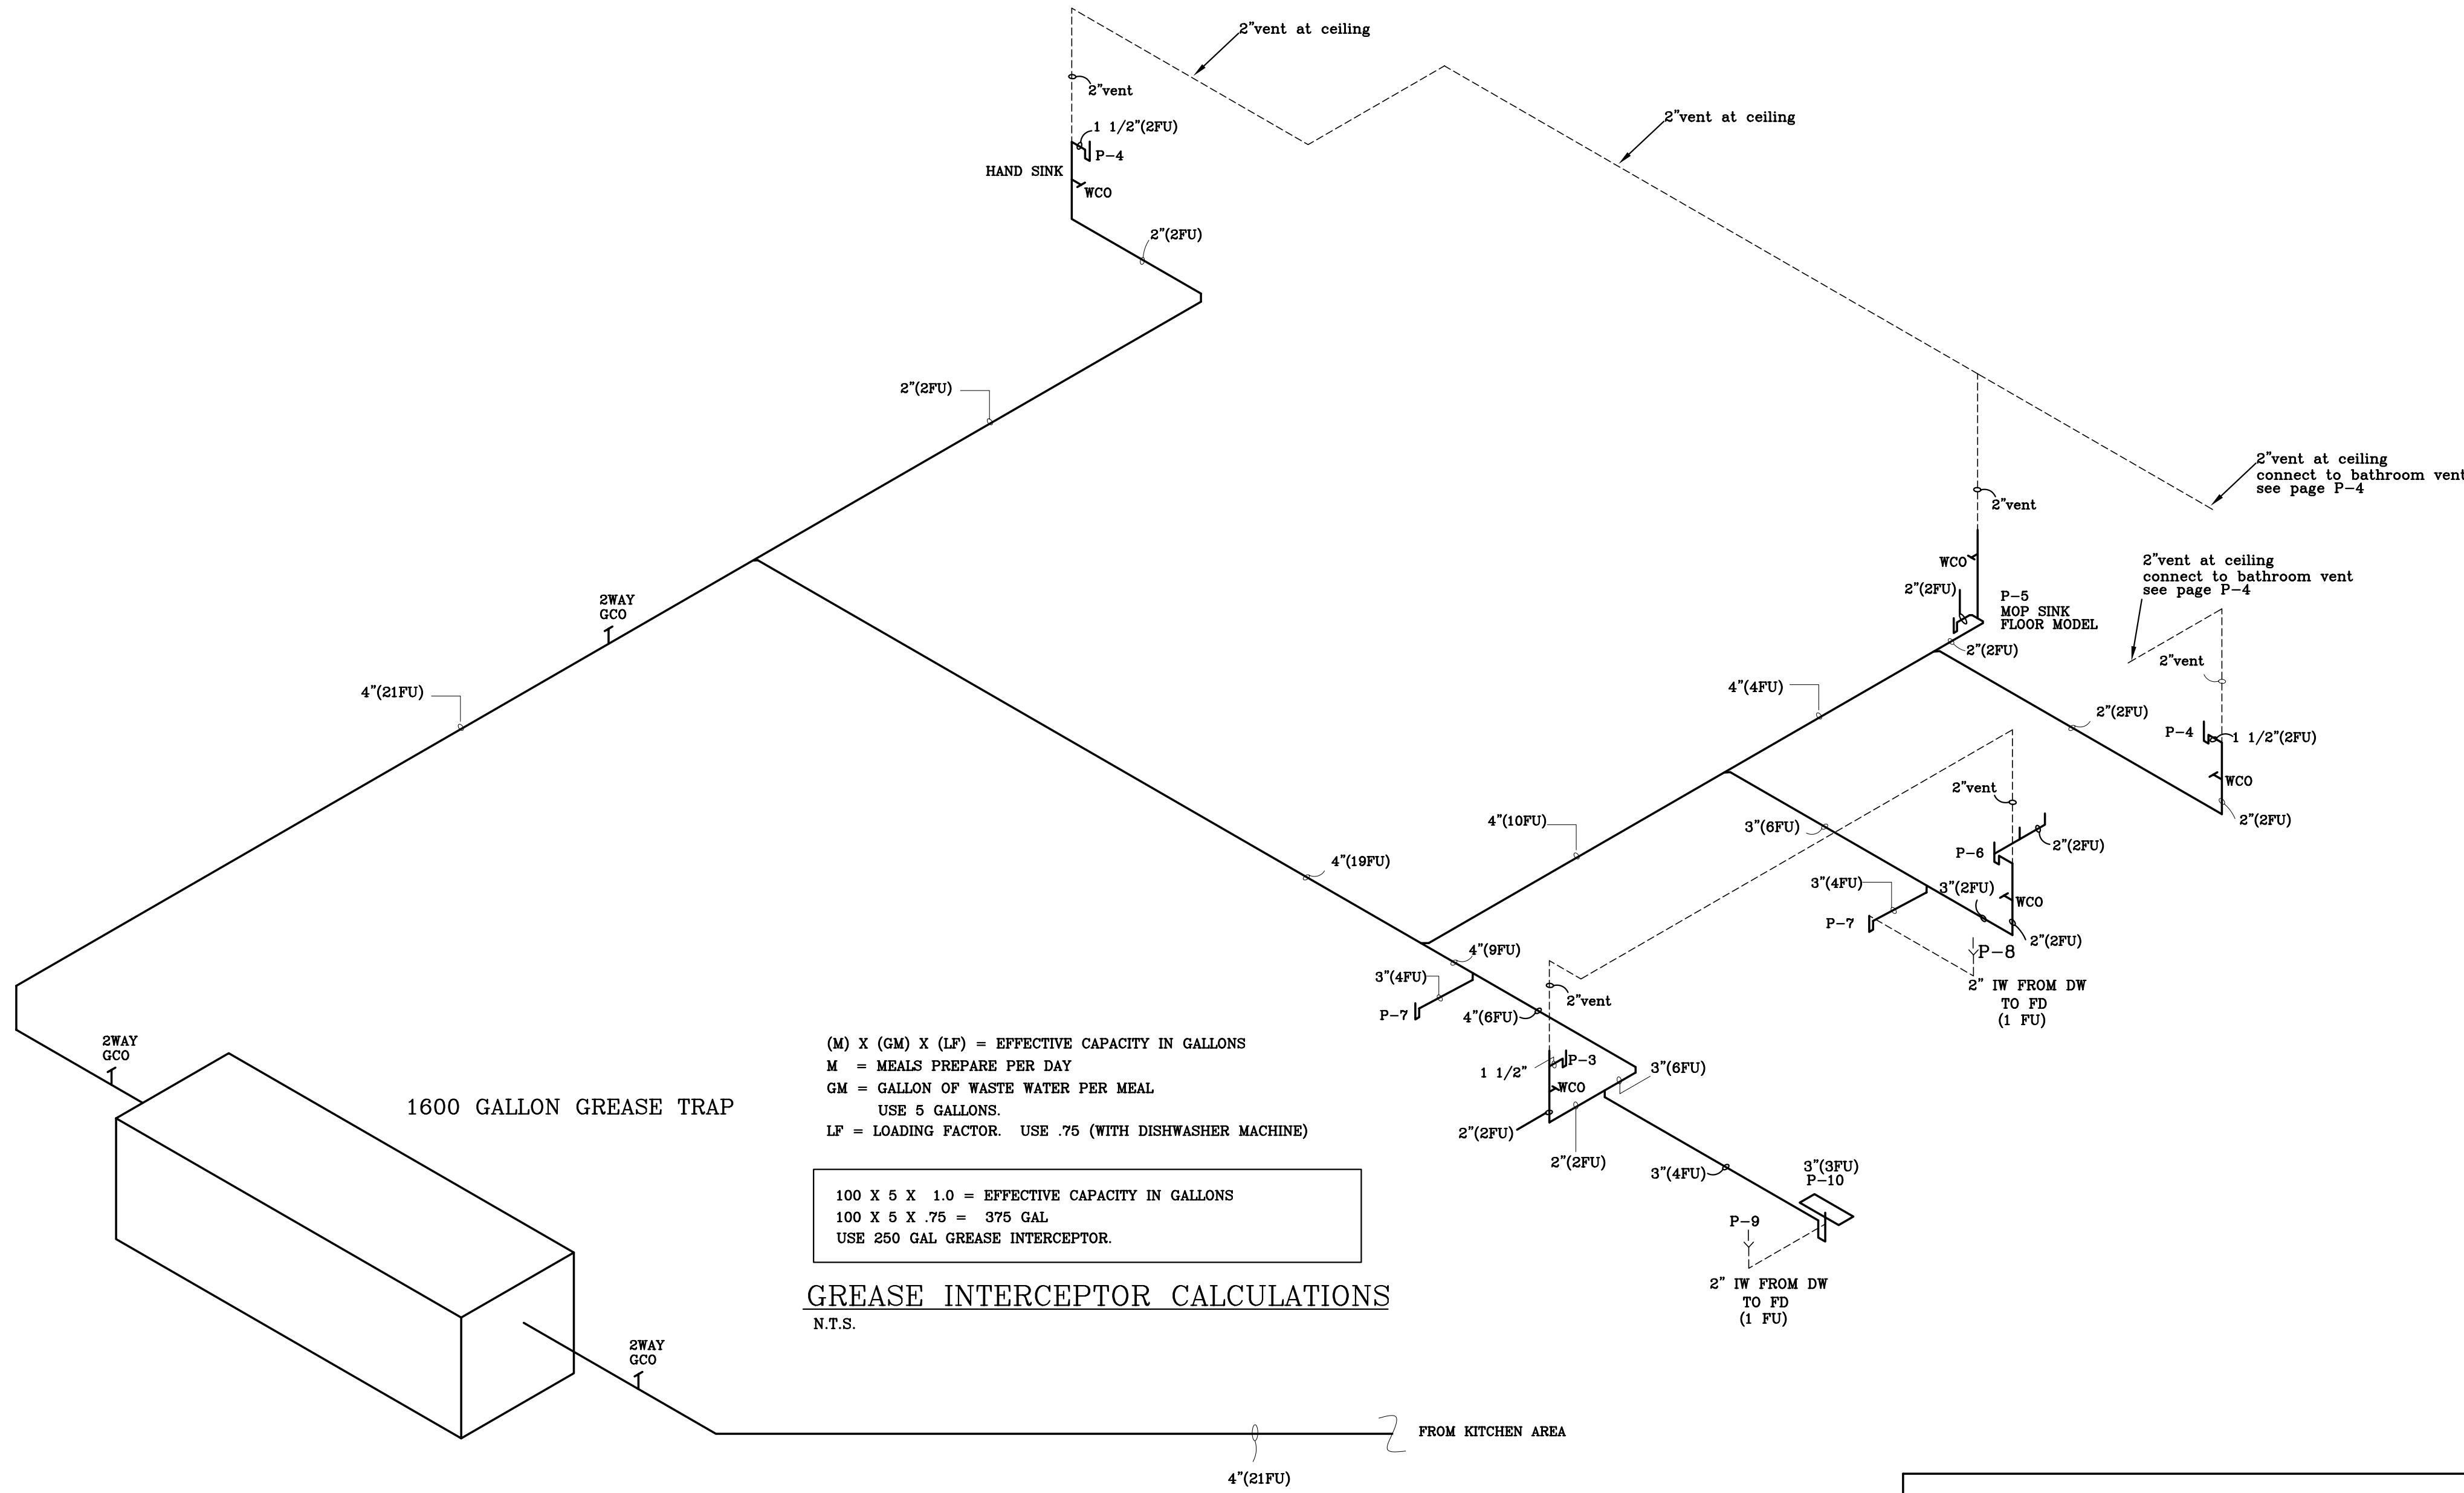 2"vent at ceiling
2"vent
1 1/2"(2FU)
P-4
HAND SINK
WCO
2"(2FU)
2"vent at ceiling
2"(2FU)
2"vent at ceiling
connect to bathroom vent
see page P-4
2"vent
WCO
2"(2FU)
P-5
MOP SINK
FLOOR MODEL
2"(2FU)
2"vent at ceiling
connect to bathroom vent
see page P-4
2"vent
2WAY
GCO
4"(21FU)
4"(4FU)
2"(2FU)
P-4
1 1/2"(2FU)
WCO
2"(2FU)
2"vent
4"(10FU)
3"(6FU)
4"(19FU)
P-6
2"(2FU)
3"(4FU)
3"(2FU)
WCO
P-7
2"(2FU)
P-8
2" IW FROM DW
TO FD
(1 FU)
4"(9FU)
3"(4FU)
P-7
2"vent
4"(6FU)
1 1/2"
P-3
WCO
3"(6FU)
2"(2FU)
2"(2FU)
3"(4FU)
3"(3FU)
P-10
P-9
2" IW FROM DW
TO FD
(1 FU)
2WAY
GCO
1600 GALLON GREASE TRAP
(M) X (GM) X (LF) = EFFECTIVE CAPACITY IN GALLONS
M = MEALS PREPARE PER DAY
GM = GALLON OF WASTE WATER PER MEAL
USE 5 GALLONS.
LF = LOADING FACTOR. USE .75 (WITH DISHWASHER MACHINE)
100 X 5 X 1.0 = EFFECTIVE CAPACITY IN GALLONS
100 X 5 X .75 = 375 GAL
USE 250 GAL GREASE INTERCEPTOR.
GREASE INTERCEPTOR CALCULATIONS
N.T.S.
2WAY
GCO
FROM KITCHEN AREA
4"(21FU)